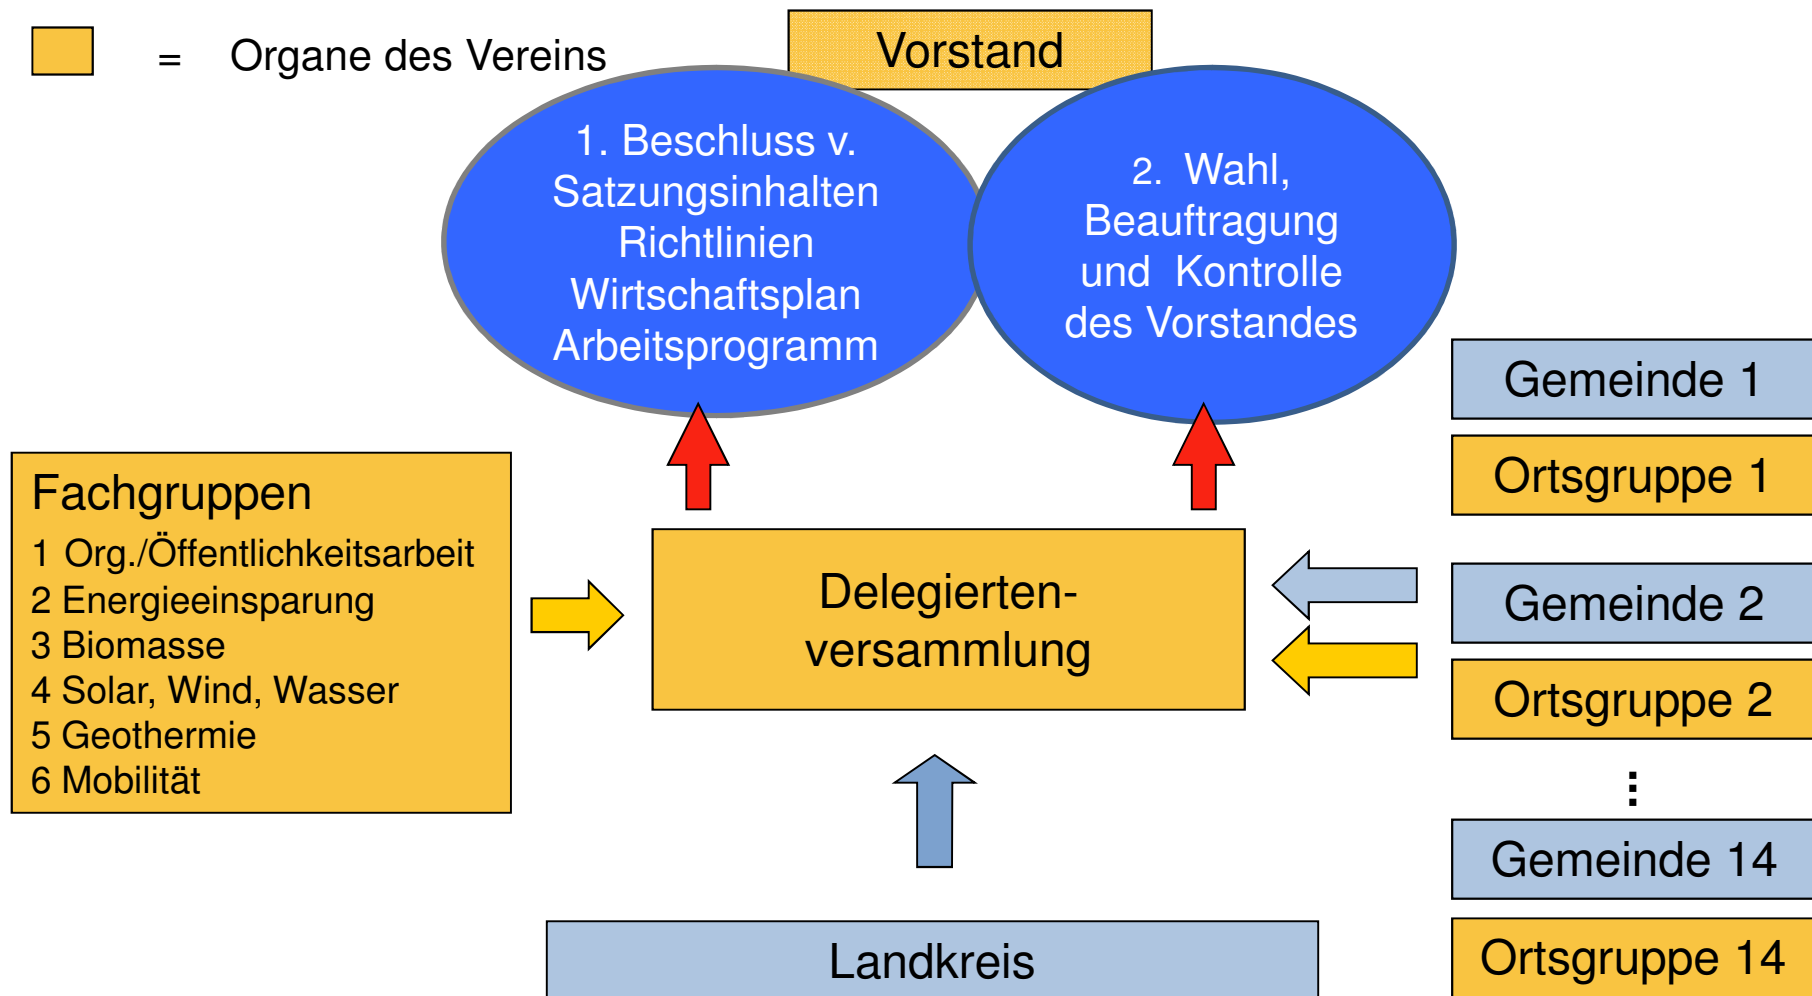 = Organe des Vereins
Vorstand
1. Beschluss v.
Satzungsinhalten
Richtlinien
Wirtschaftsplan
Arbeitsprogramm
2. Wahl,
Beauftragung
und Kontrolle
des Vorstandes
Fachgruppen
1 Org./Öffentlichkeitsarbeit
2 Energieeinsparung
3 Biomasse
4 Solar, Wind, Wasser
5 Geothermie
6 Mobilität
Delegierten-
versammlung
Landkreis
Gemeinde 1
Ortsgruppe 1
Gemeinde 2
Ortsgruppe 2
⋮
Gemeinde 14
Ortsgruppe 14